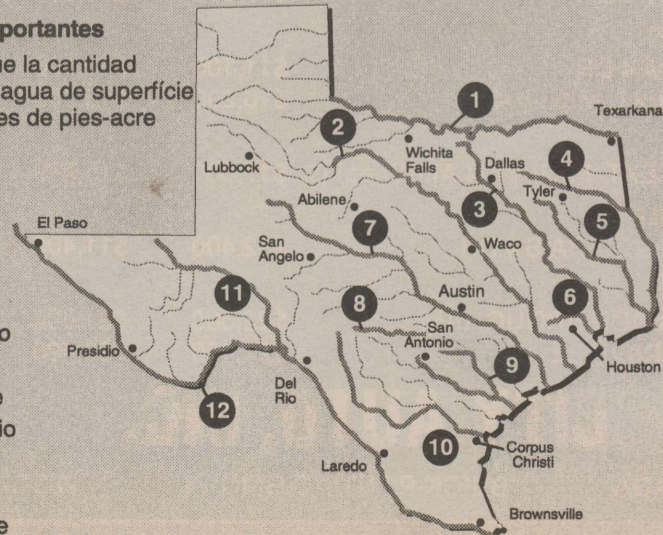 portantes
ue la cantidad
agua de superfície
es de pies-acre
1
Texarkana
2
Wichita
Falls
Dallas
4
Lubbock
Tyler
3
Abilene
5
El Paso
7
San
Angelo
Waco
6
11
8
Austin
San
Antonio
o
Presidio
9
Houston
Del
Rio
12
e
io
10
Corpus
Christi
Laredo
Brownsville
e